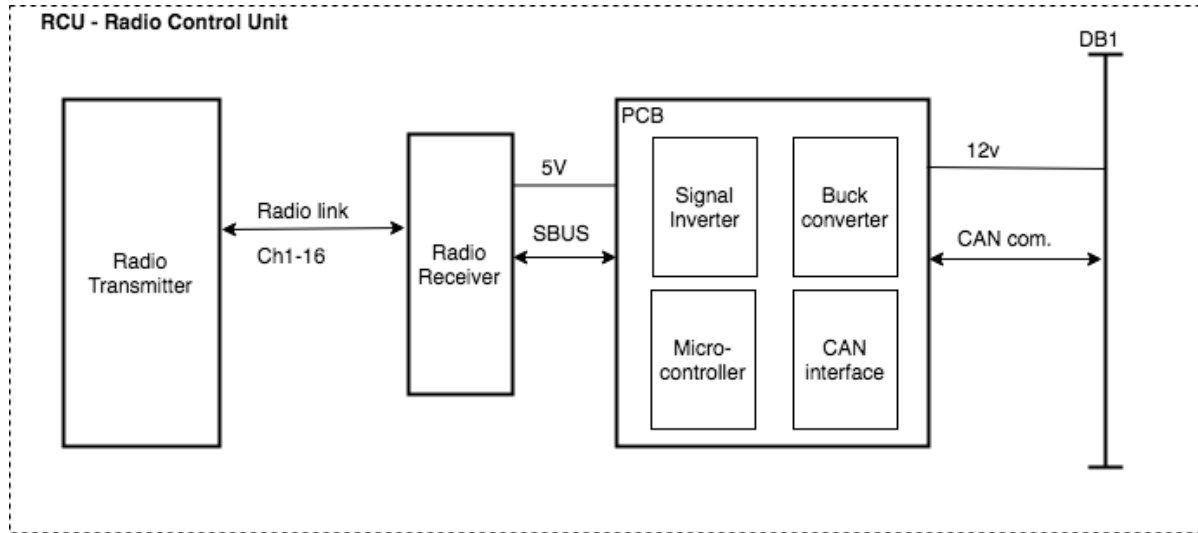 RCU - Radio Control Unit
DB1
PCB
12v
5V
Signal
Inverter
Buck
converter
Radio link
SBUS
CAN com.
Ch1-16
Radio
Transmitter
Radio
Receiver
Micro-
controller
CAN
interface